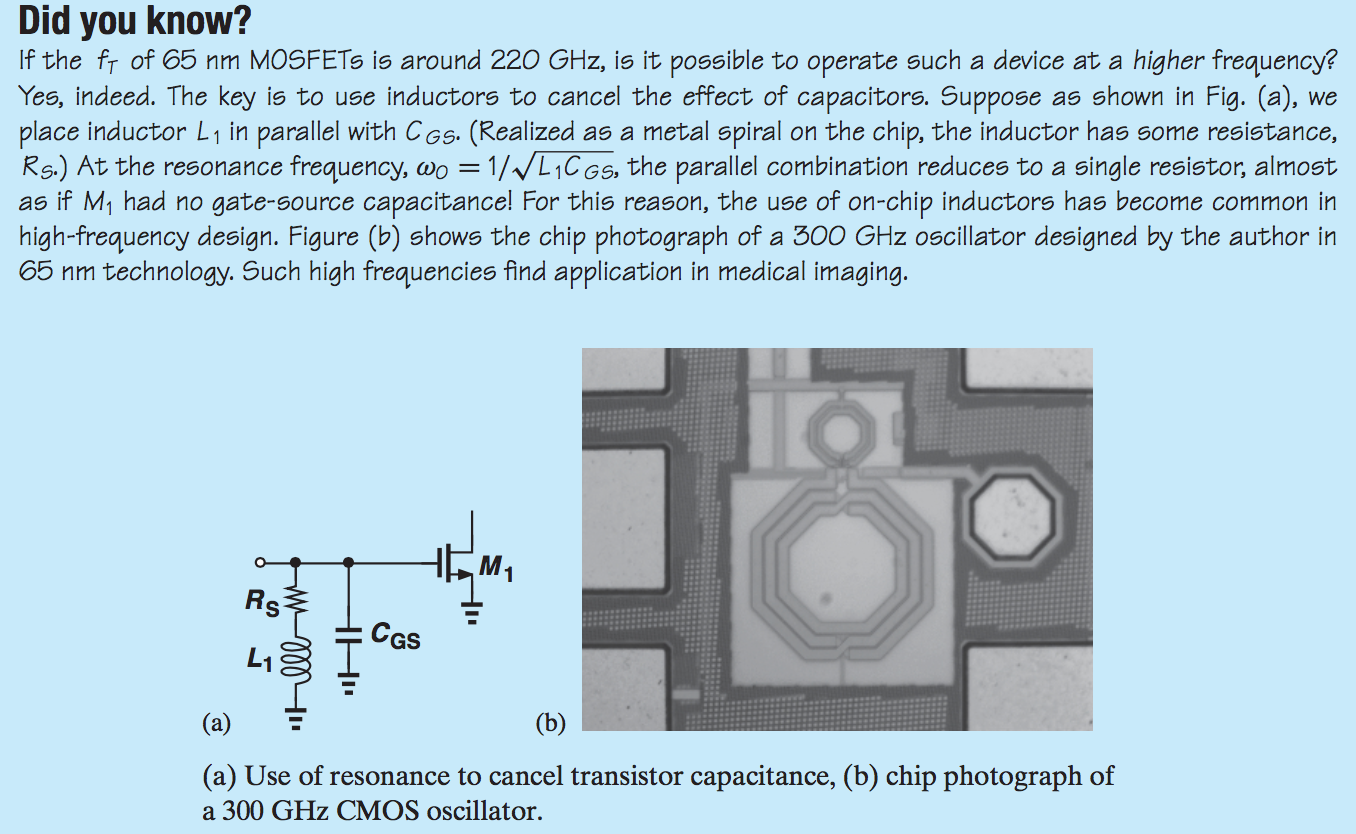 Did you know?
If the fT of 65 nm MOSFETs is around 220 GHz, is it possible to operate such a device at a higher frequency?
Yes, indeed. The key is to use inductors to cancel the effect of capacitors. Suppose as shown in Fig. (a), we
place inductor L1 in parallel with CGS. (Realized as a metal spiral on the chip, the inductor has some resistance,
RS.) At the resonance frequency, ω0 = 1/√L1CGS, the parallel combination reduces to a single resistor, almost
as if M1 had no gate-source capacitance! For this reason, the use of on-chip inductors has become common in
high-frequency design. Figure (b) shows the chip photograph of a 300 GHz oscillator designed by the author in
65 nm technology. Such high frequencies find application in medical imaging.
M1
RS
CGS
L1
(a)
(b)
(a) Use of resonance to cancel transistor capacitance, (b) chip photograph of
a 300 GHz CMOS oscillator.